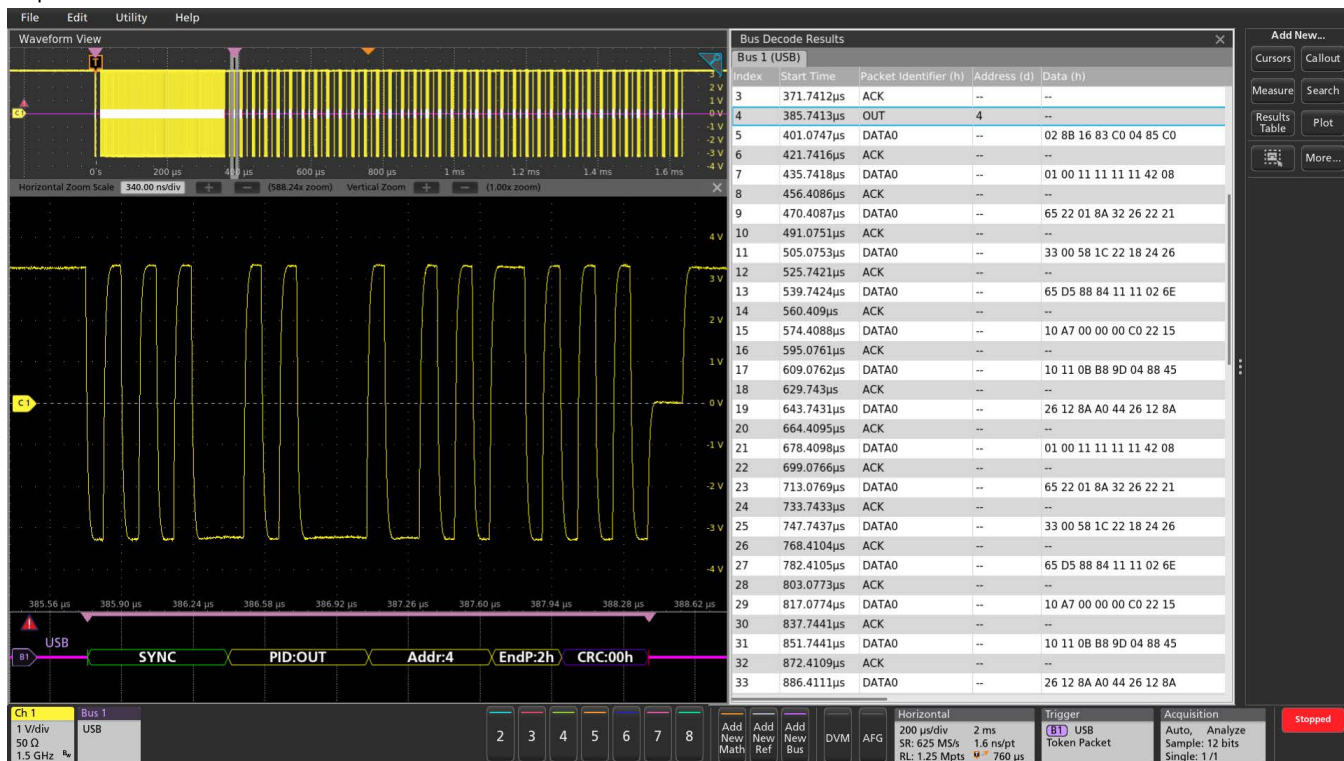 File Edit Utility Help
Waveform View
T
C1
3 V
2 V
1 V
0 V
-1 V
-2 V
-3 V
-4 V
0 s 200 µs 400 µs 600 µs 800 µs 1 ms 1.2 ms 1.4 ms 1.6 ms
Horizontal Zoom Scale 340.00 ns/div + − (588.24x zoom) Vertical Zoom + − (1.00x zoom) ×
4 V
3 V
2 V
1 V
C1 0 V
-1 V
-2 V
-3 V
-4 V
385.56 µs 385.90 µs 386.24 µs 386.58 µs 386.92 µs 387.26 µs 387.60 µs 387.94 µs 388.28 µs 388.62 µs
USB
B1 SYNC PID:OUT Addr:4 EndP:2h CRC:00h
Bus Decode Results ×
Bus 1 (USB)
Index Start Time Packet Identifier (h) Address (d) Data (h)
3 371.7412µs ACK -- --
4 385.7413µs OUT 4 --
5 401.0747µs DATA0 -- 02 8B 16 83 C0 04 85 C0
6 421.7416µs ACK -- --
7 435.7418µs DATA0 -- 01 00 11 11 11 11 42 08
8 456.4086µs ACK -- --
9 470.4087µs DATA0 -- 65 22 01 8A 32 26 22 21
10 491.0751µs ACK -- --
11 505.0753µs DATA0 -- 33 00 58 1C 22 18 24 26
12 525.7421µs ACK -- --
13 539.7424µs DATA0 -- 65 D5 88 84 11 11 02 6E
14 560.409µs ACK -- --
15 574.4088µs DATA0 -- 10 A7 00 00 00 C0 22 15
16 595.0761µs ACK -- --
17 609.0762µs DATA0 -- 10 11 0B B8 9D 04 88 45
18 629.743µs ACK -- --
19 643.7431µs DATA0 -- 26 12 8A A0 44 26 12 8A
20 664.4095µs ACK -- --
21 678.4098µs DATA0 -- 01 00 11 11 11 11 42 08
22 699.0766µs ACK -- --
23 713.0769µs DATA0 -- 65 22 01 8A 32 26 22 21
24 733.7433µs ACK -- --
25 747.7437µs DATA0 -- 33 00 58 1C 22 18 24 26
26 768.4104µs ACK -- --
27 782.4105µs DATA0 -- 65 D5 88 84 11 11 02 6E
28 803.0773µs ACK -- --
29 817.0774µs DATA0 -- 10 A7 00 00 00 C0 22 15
30 837.7441µs ACK -- --
31 851.7441µs DATA0 -- 10 11 0B B8 9D 04 88 45
32 872.4109µs ACK -- --
33 886.4111µs DATA0 -- 26 12 8A A0 44 26 12 8A
Add New...
Cursors Callout
Measure Search
Results Table Plot
More...
Ch 1
1 V/div
50 Ω
1.5 GHz Bw
Bus 1
USB
2 3 4 5 6 7 8
Add New Math
Add New Ref
Add New Bus
DVM
AFG
Horizontal
200 µs/div 2 ms
SR: 625 MS/s 1.6 ns/pt
RL: 1.25 Mpts 760 µs
Trigger
B1 USB
Token Packet
Acquisition
Auto, Analyze
Sample: 12 bits
Single: 1/1
Stopped